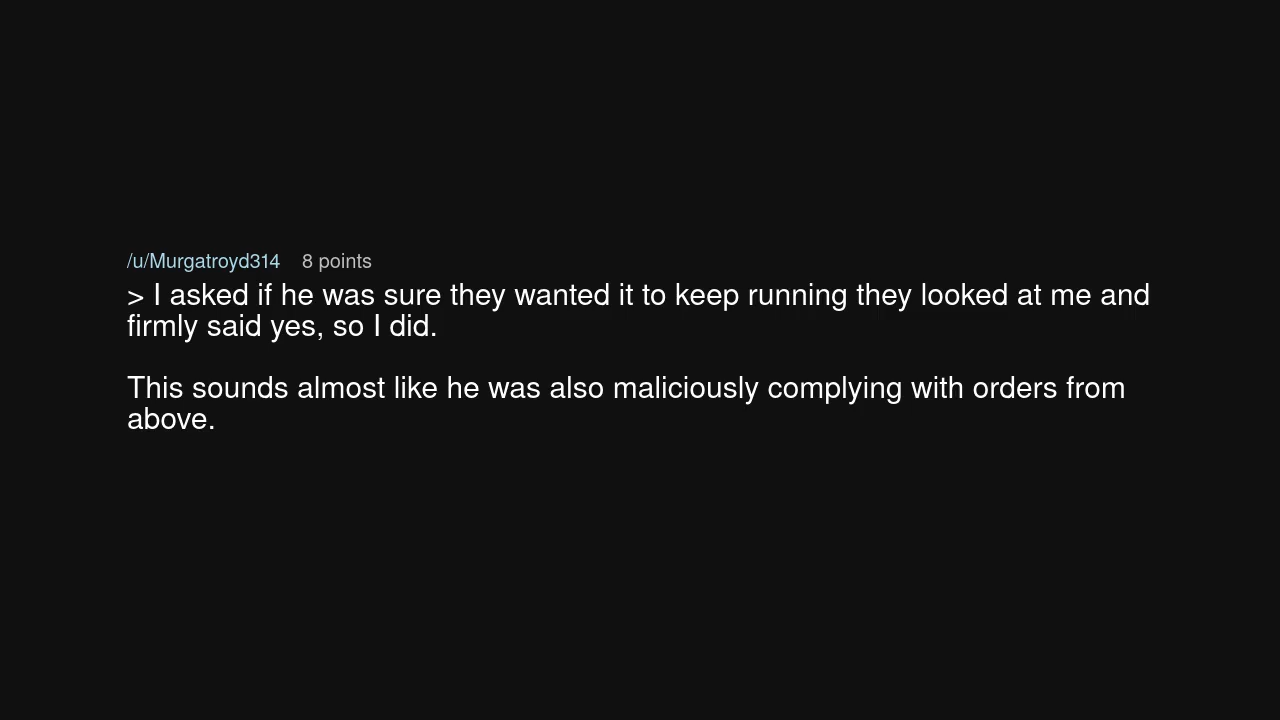 /u/Murgatroyd314 8 points
> I asked if he was sure they wanted it to keep running they looked at me and
firmly said yes, so I did.
This sounds almost like he was also maliciously complying with orders from
above.